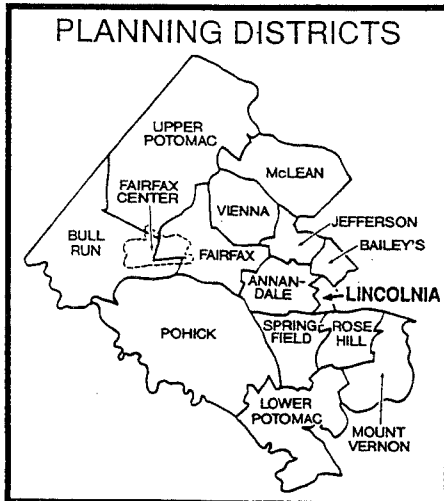 PLANNING DISTRICTS
UPPER
POTOMAC
McLEAN
FAIRFAX
CENTER
VIENNA
JEFFERSON
BULL
RUN
BAILEY'S
FAIRFAX
ANNAN-
DALE
LINCOLNIA
POHICK
SPRING
FIELD
ROSE
HILL
LOWER
POTOMAC
MOUNT
VERNON